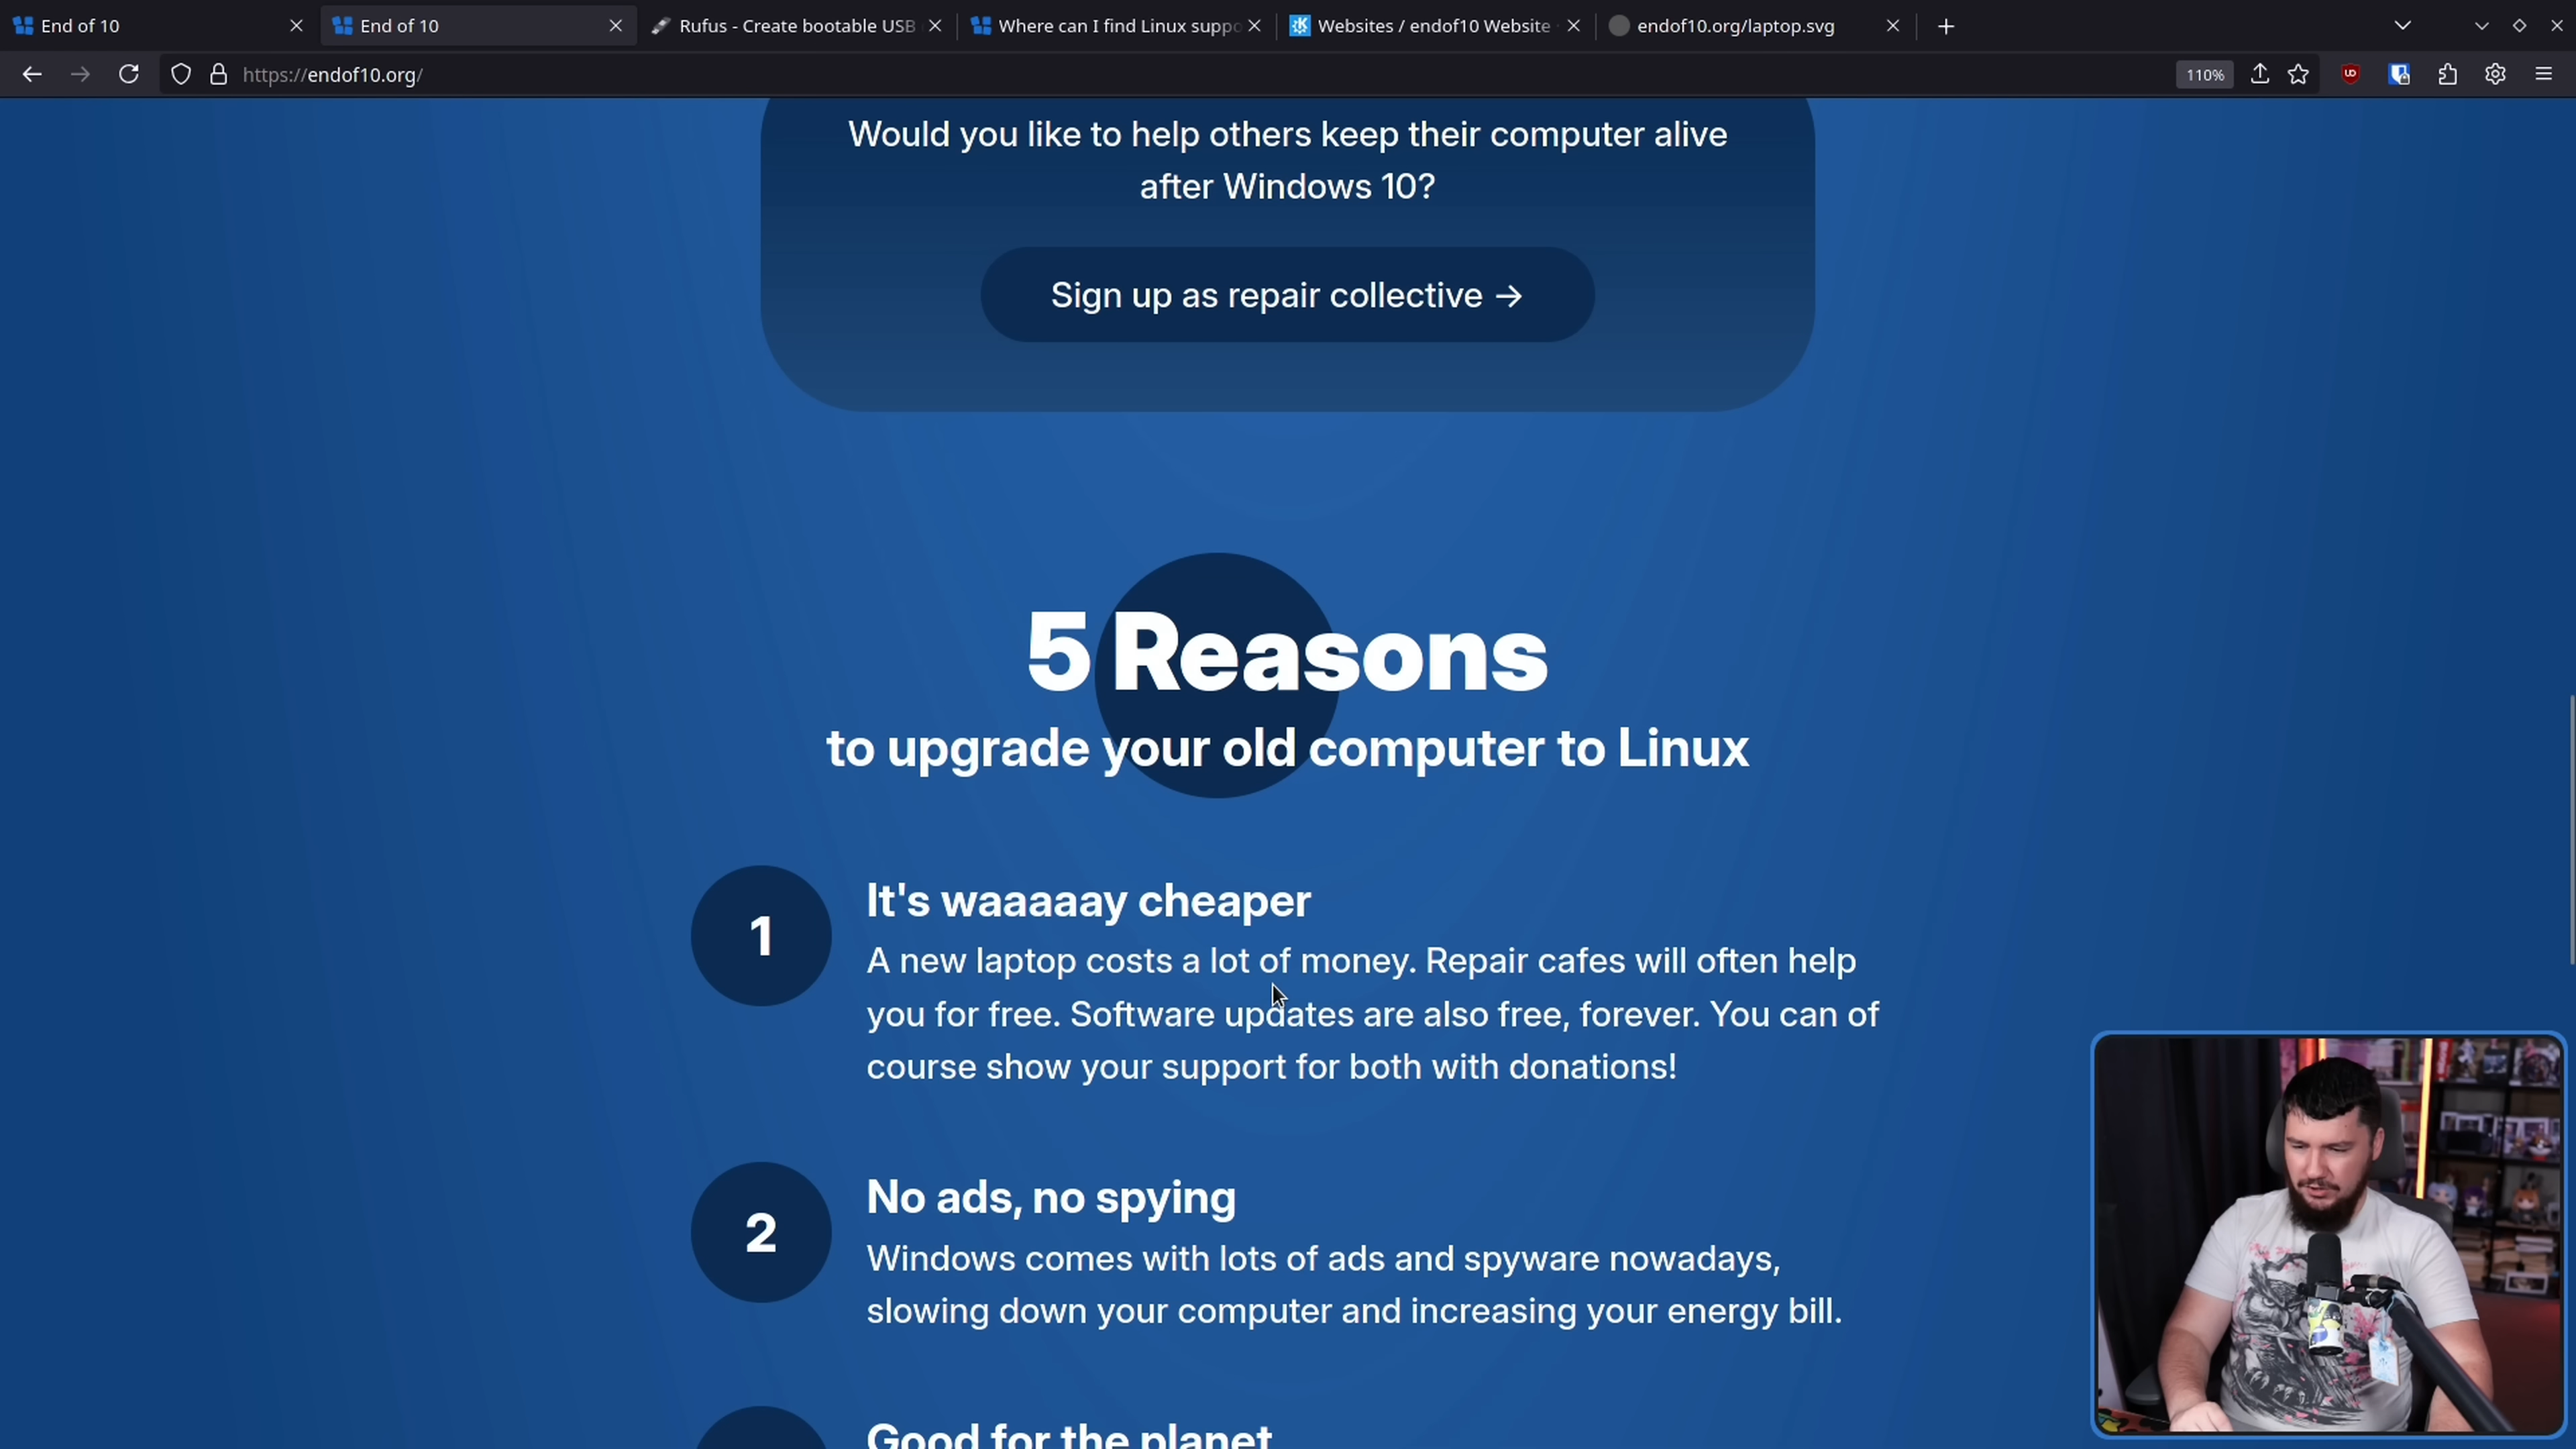 End of 10
End of 10
Rufus - Create bootable USB
Where can I find Linux suppo
Websites / endof10 Website
endof10.org/laptop.svg
https://endof10.org/
110%
Would you like to help others keep their computer alive
after Windows 10?
Sign up as repair collective →
5 Reasons
to upgrade your old computer to Linux
1
It's waaaaay cheaper
A new laptop costs a lot of money. Repair cafes will often help
you for free. Software updates are also free, forever. You can of
course show your support for both with donations!
2
No ads, no spying
Windows comes with lots of ads and spyware nowadays,
slowing down your computer and increasing your energy bill.
Good for the planet